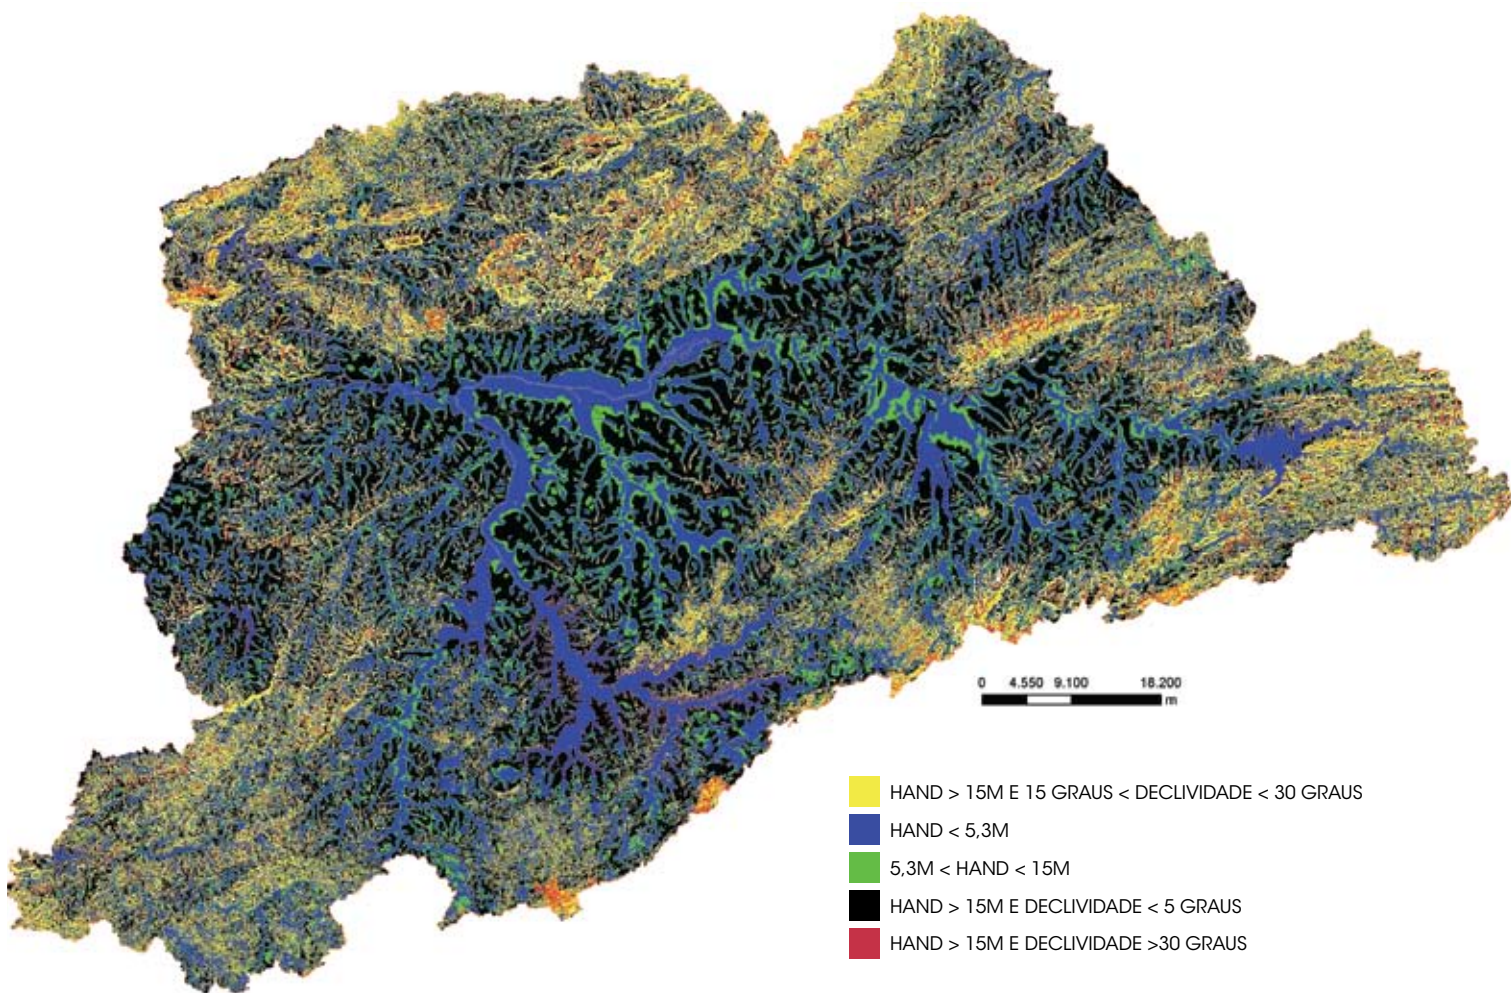 0 4.550 9.100 18.200
m
HAND > 15M E 15 GRAUS < DECLIVIDADE < 30 GRAUS
HAND < 5,3M
5,3M < HAND < 15M
HAND > 15M E DECLIVIDADE < 5 GRAUS
HAND > 15M E DECLIVIDADE >30 GRAUS